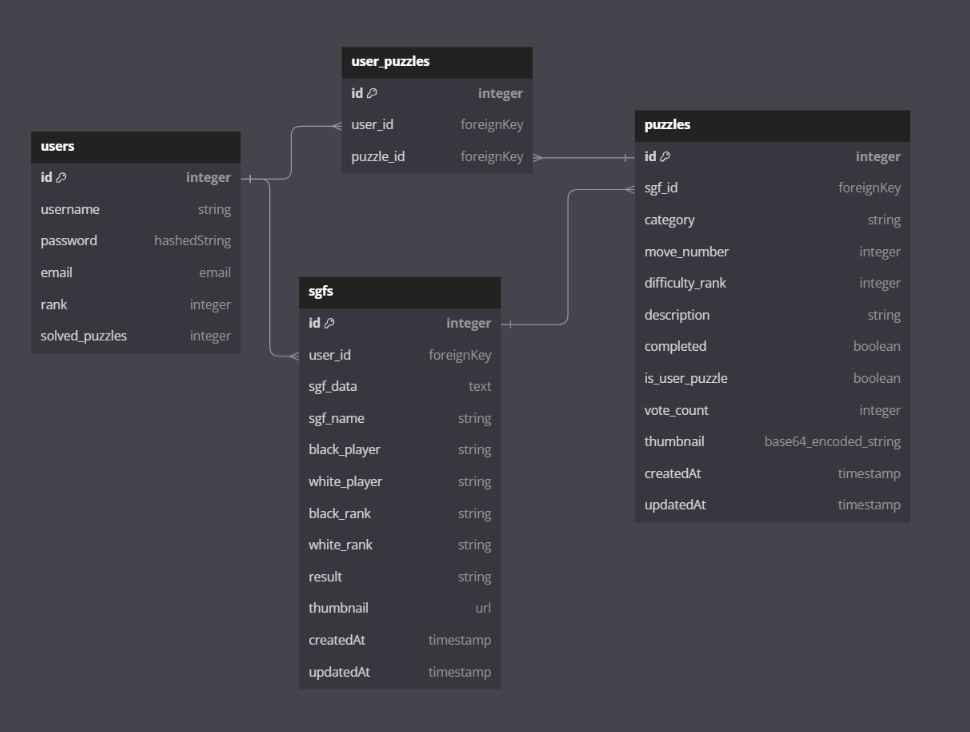 user_puzzles
id integer
user_id foreignKey
puzzle_id foreignKey
users
id integer
username string
password hashedString
email email
rank integer
solved_puzzles integer
puzzles
id integer
sgf_id foreignKey
category string
move_number integer
difficulty_rank integer
description string
completed boolean
is_user_puzzle boolean
vote_count integer
thumbnail base64_encoded_string
createdAt timestamp
updatedAt timestamp
sgfs
id integer
user_id foreignKey
sgf_data text
sgf_name string
black_player string
white_player string
black_rank string
white_rank string
result string
thumbnail url
createdAt timestamp
updatedAt timestamp